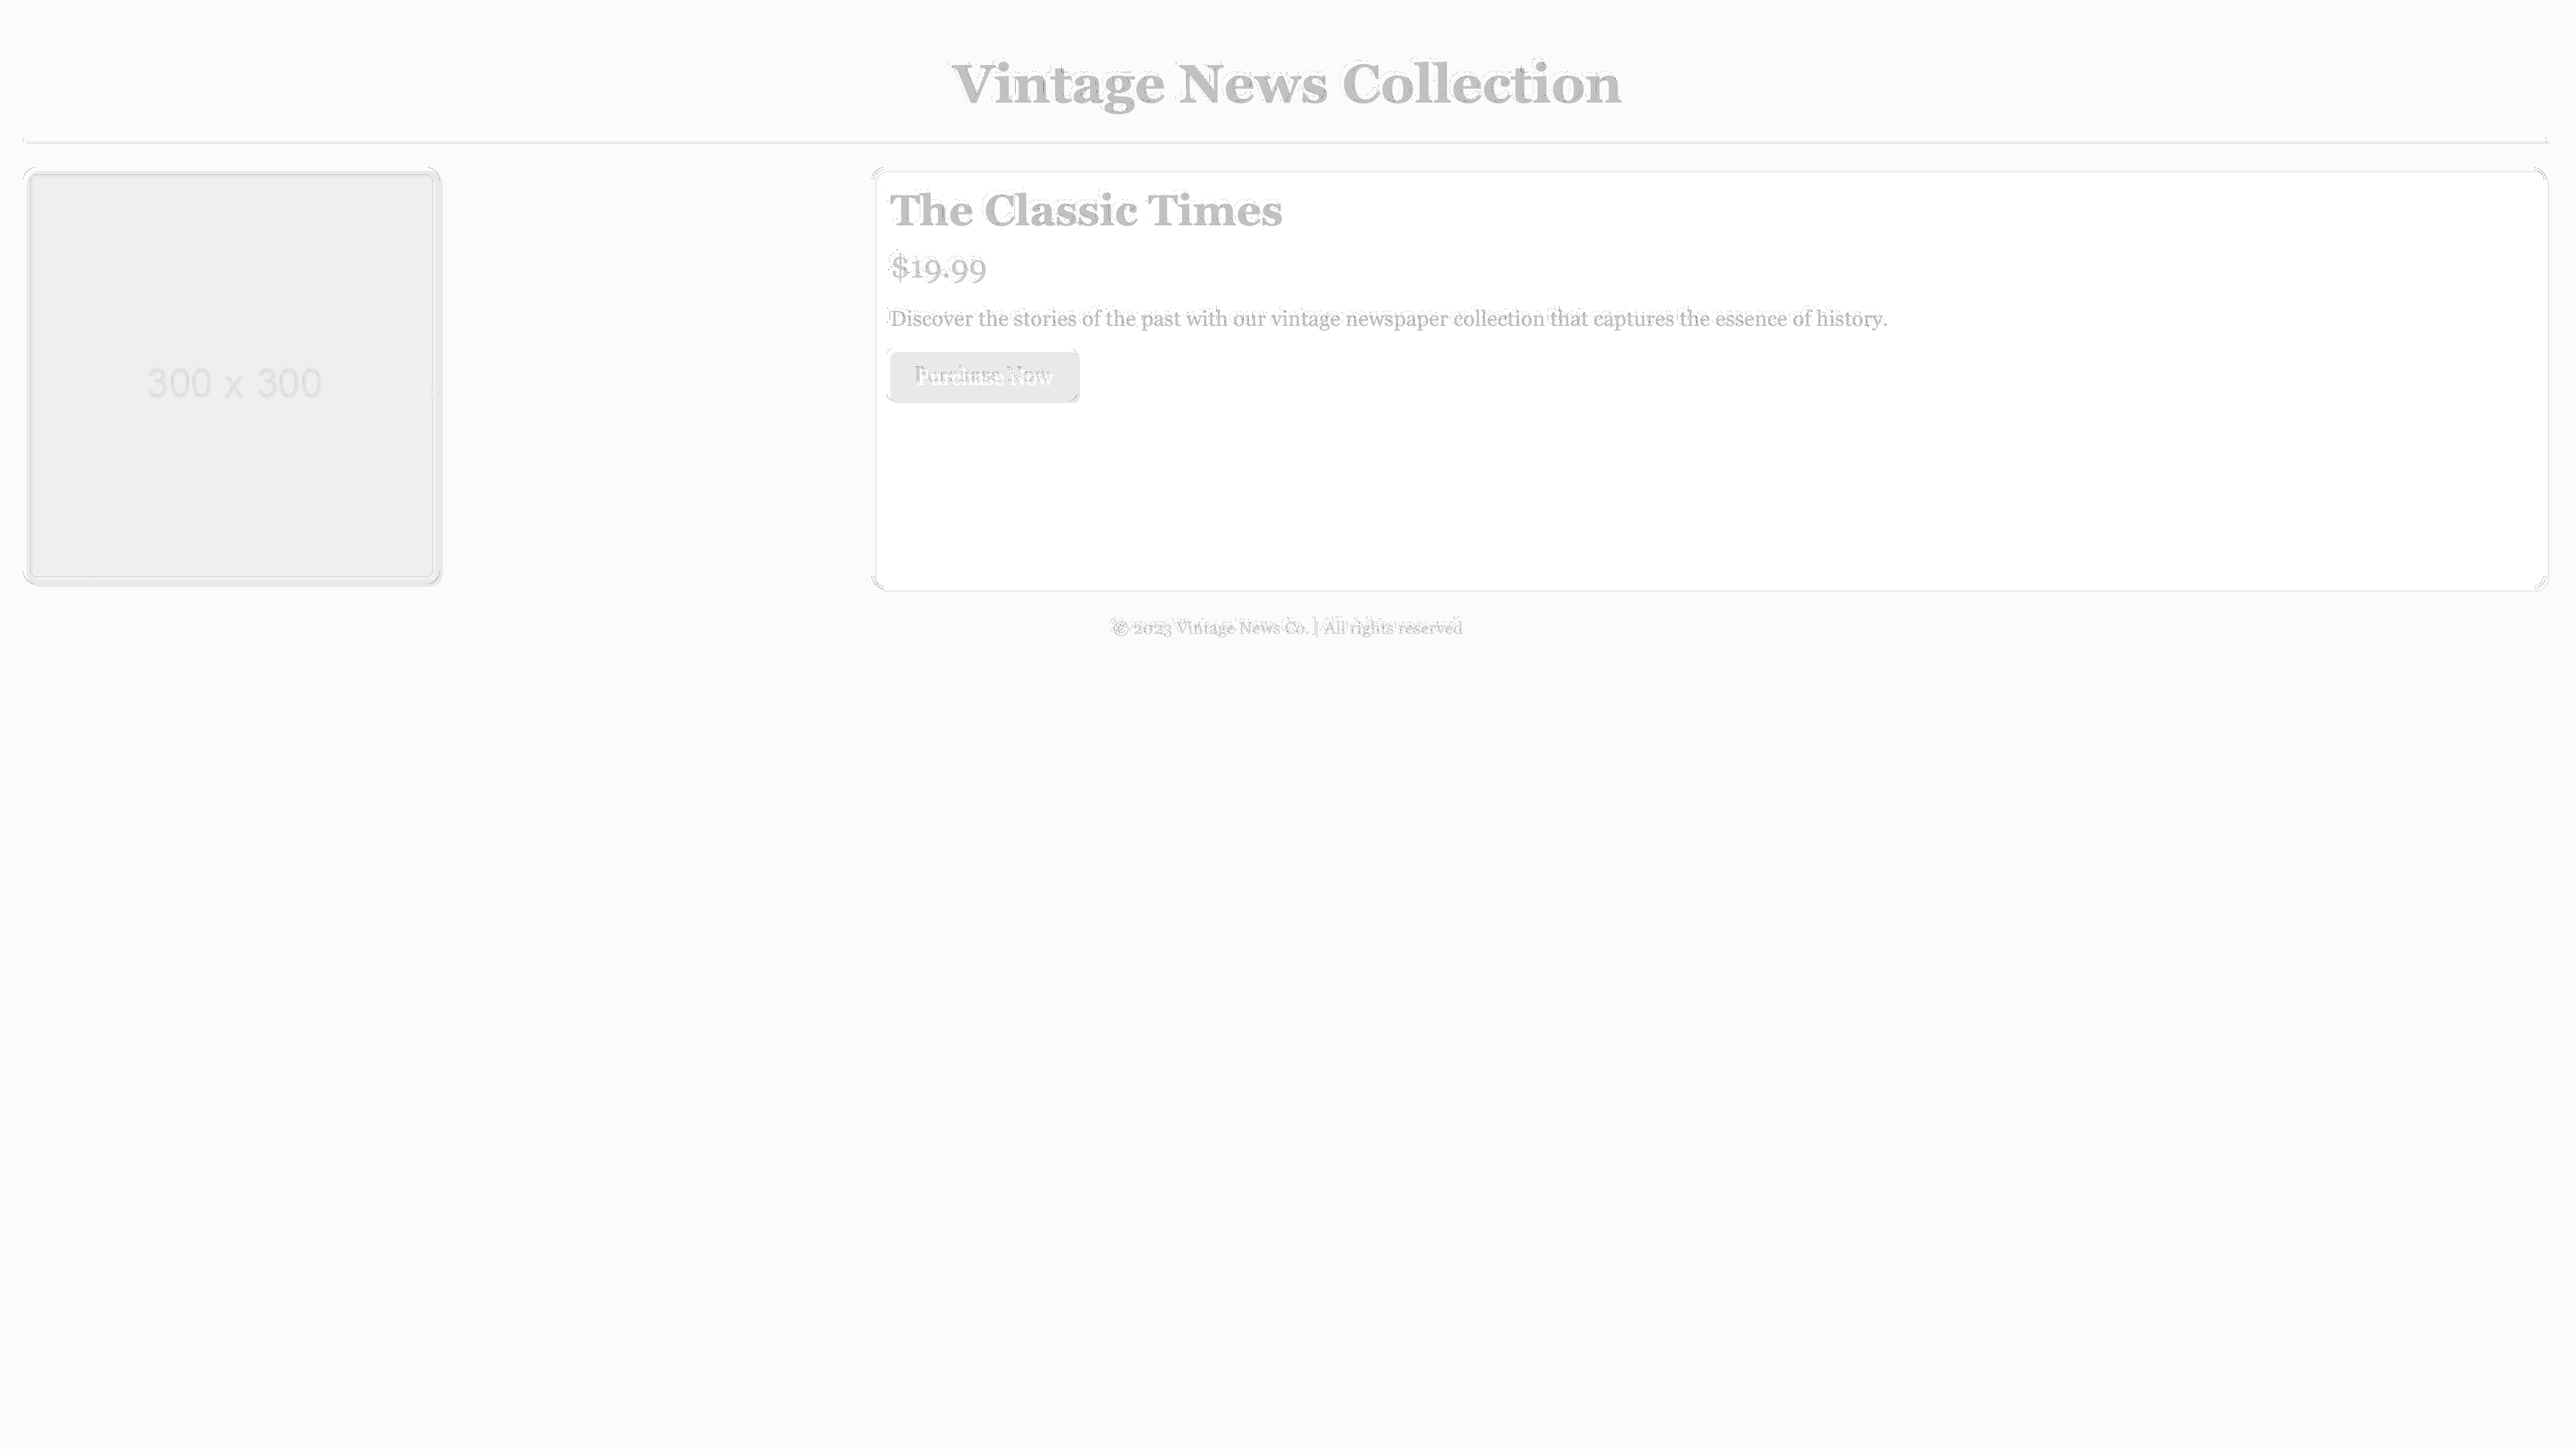 Vintage News Collection
300 x 300
The Classic Times
$19.99
Discover the stories of the past with our vintage newspaper collection that captures the essence of history.
Purchase Now
© 2023 Vintage News Co. | All rights reserved